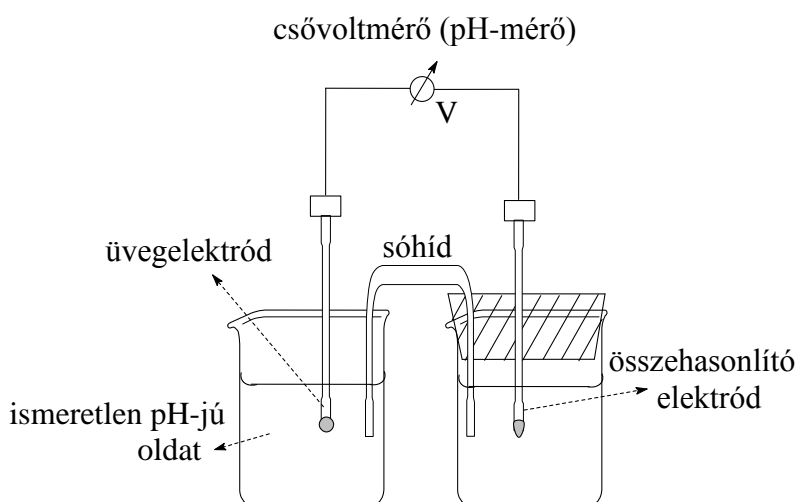 csővoltmérő (pH-mérő)
V
üvegelektród
sóhíd
összehasonlító
elektród
ismeretlen pH-jú
oldat